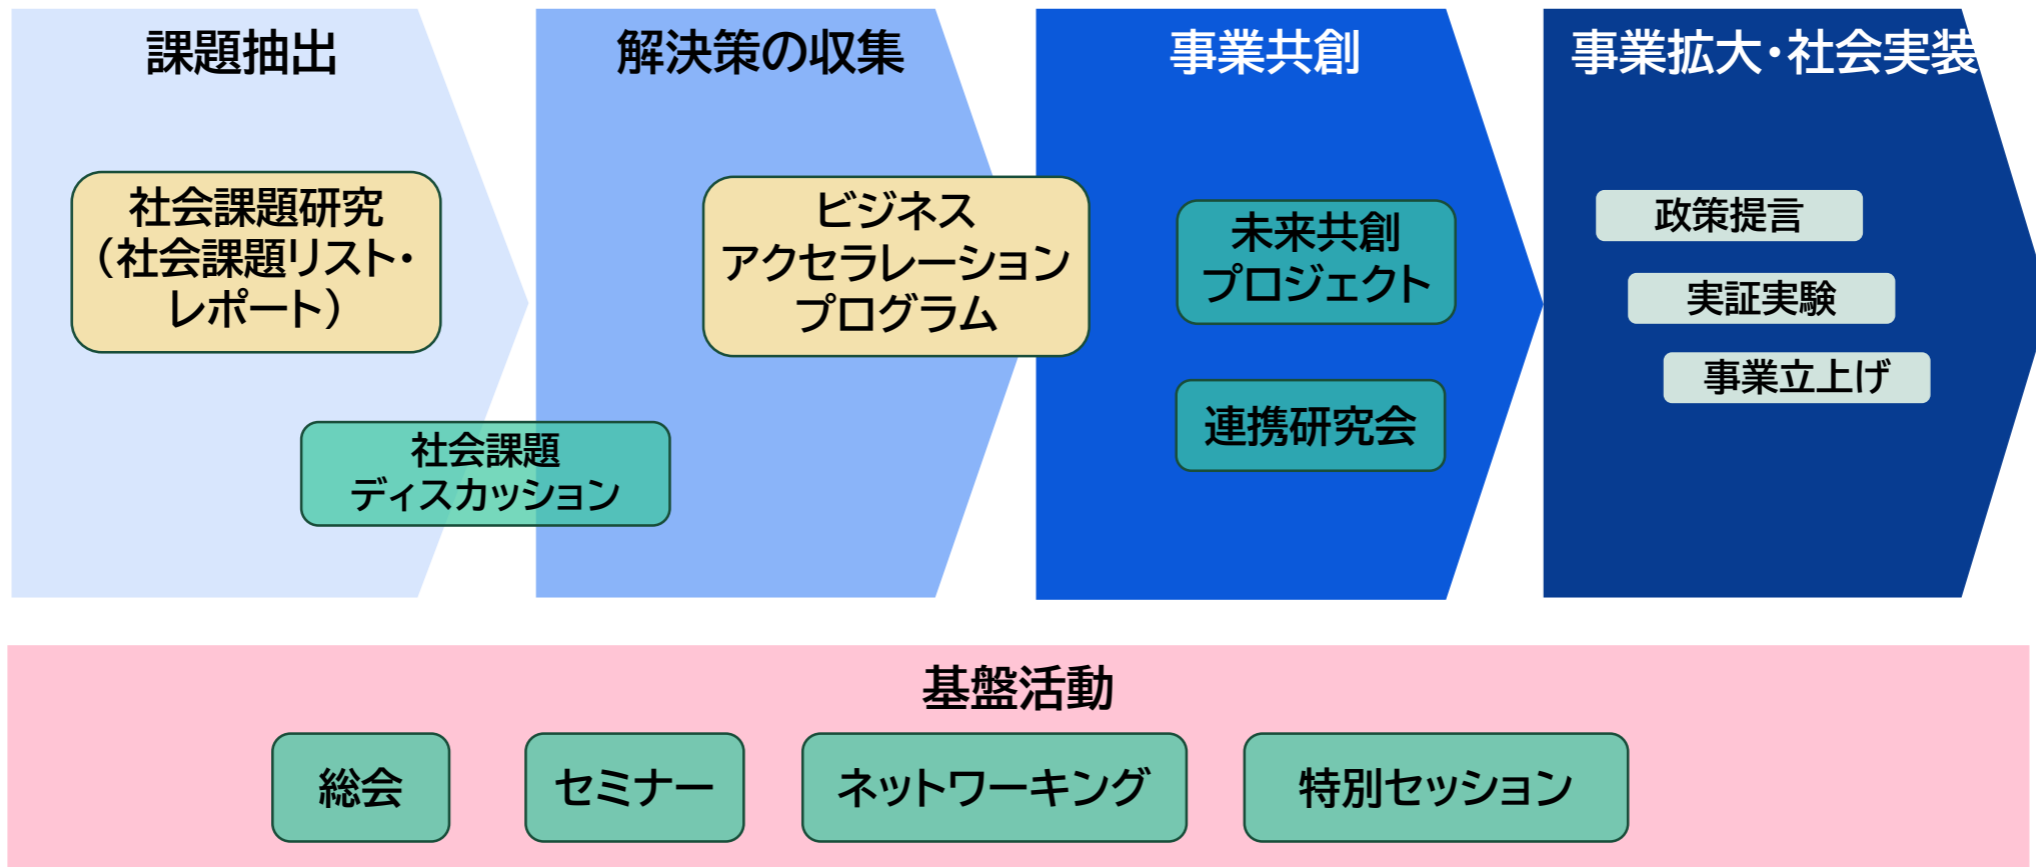 課題抽出
解決策の収集
事業共創
事業拡大・社会実装
社会課題研究
（社会課題リスト・
レポート）
社会課題
ディスカッション
ビジネス
アクセラレーション
プログラム
未来共創
プロジェクト
連携研究会
政策提言
実証実験
事業立上げ
基盤活動
総会
セミナー
ネットワーキング
特別セッション